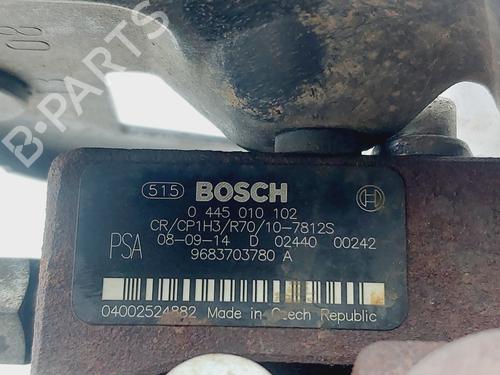 515 BOSCH
0 445 010 102
CR/CP1H3/R70/10-7812S
08-09-14 D 02440 00242
PSA 9683703780 A
04002524882 Made in Czech Republic
B-PARTS